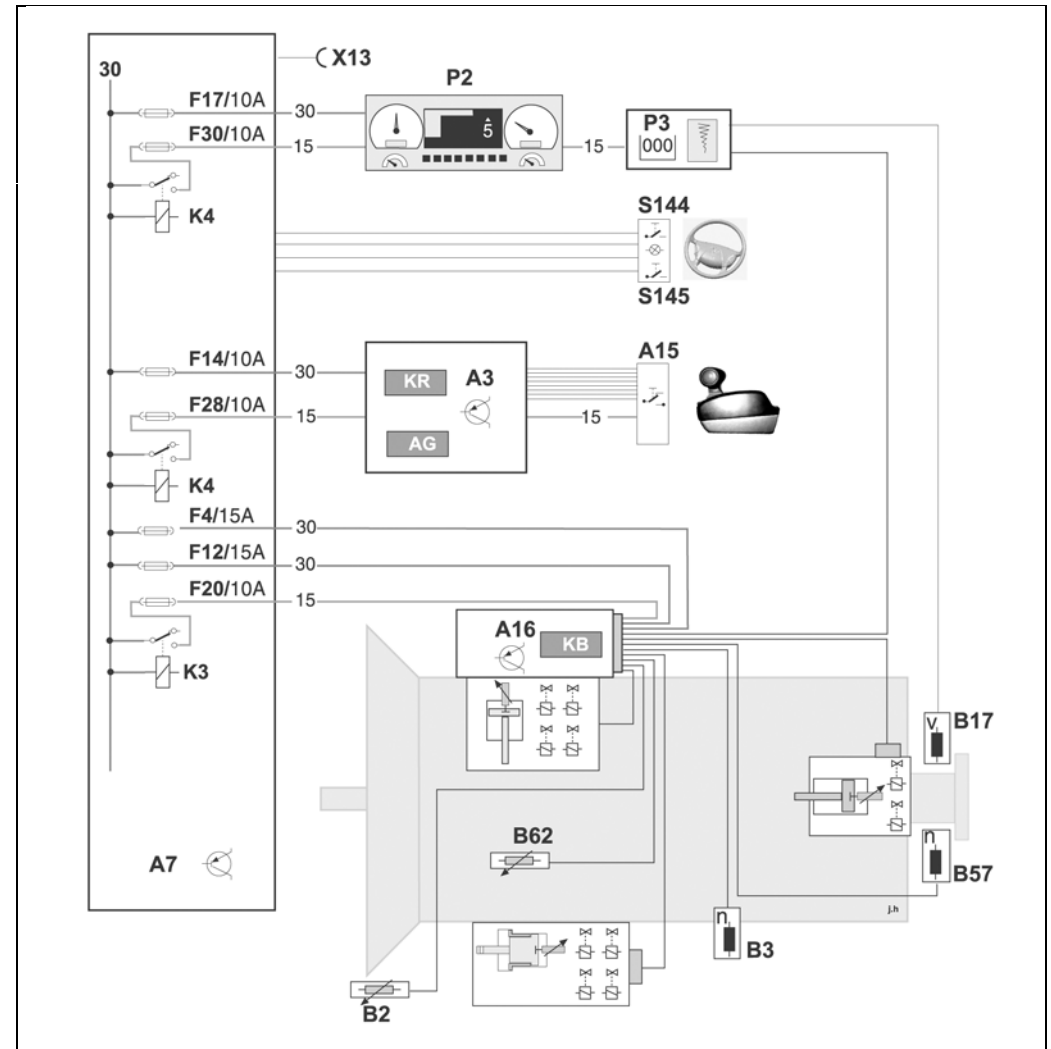 30
X13
P2
F17/10A
30
5
P3
000
F30/10A
15
15
K4
S144
S145
F14/10A
30
KR
A3
A15
F28/10A
15
15
AG
K4
F4/15A
30
F12/15A
30
F20/10A
15
A16
KB
K3
V
B17
B62
n
A7
B57
j.h
n
B3
B2